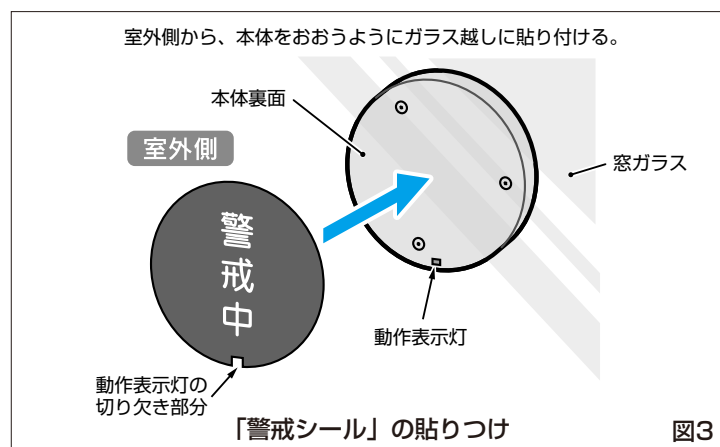 室外側から、本体をおおうようにガラス越しに貼り付ける。
本体裏面
室外側
窓ガラス
警戒中
動作表示灯
動作表示灯の
切り欠き部分
「警戒シール」の貼りつけ
図3